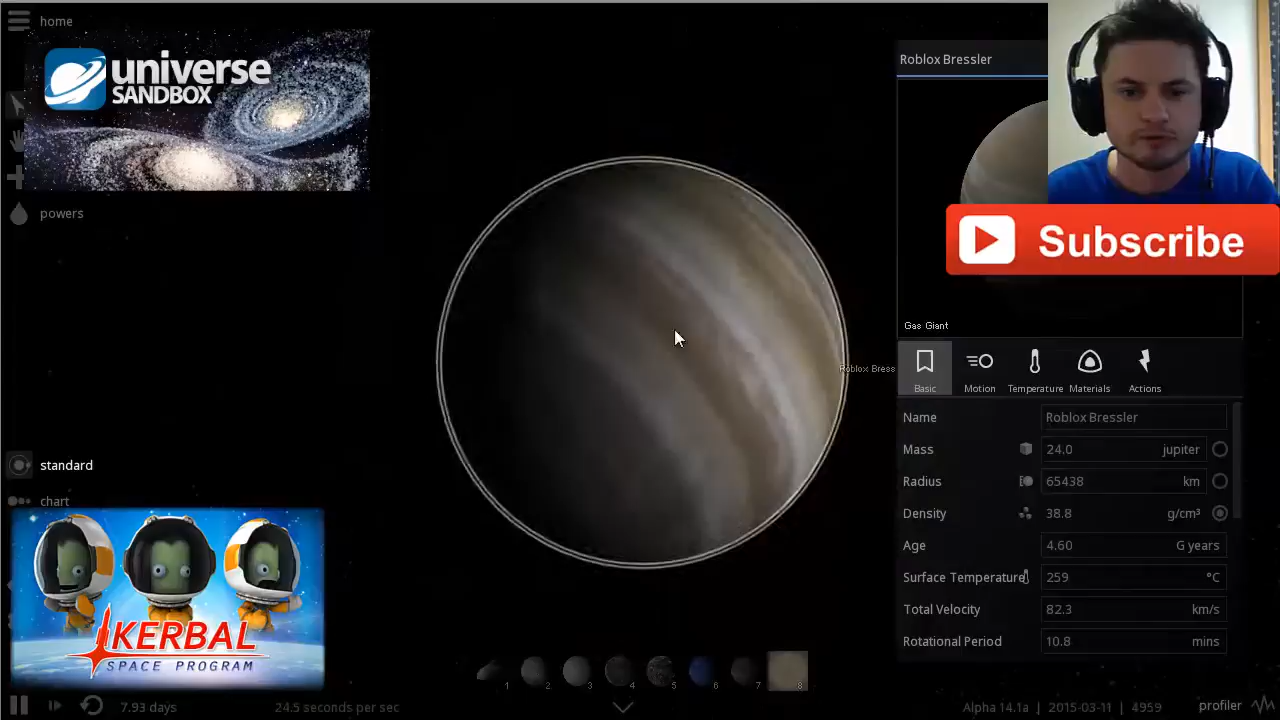 home
universe
SANDBOX
powers
standard
chart
KERBAL
SPACE PROGRAM
7.93 days
24.5 seconds per sec
Roblox Bress
1 2 3 4 5 6 7 8
Roblox Bressler
Subscribe
Gas Giant
Basic Motion Temperature Materials Actions
Name Roblox Bressler
Mass 24.0 jupiter
Radius 65438 km
Density 38.8 g/cm³
Age 4.60 G years
Surface Temperature 259 °C
Total Velocity 82.3 km/s
Rotational Period 10.8 mins
Alpha 14.1a | 2015-03-11 | 4959 profiler